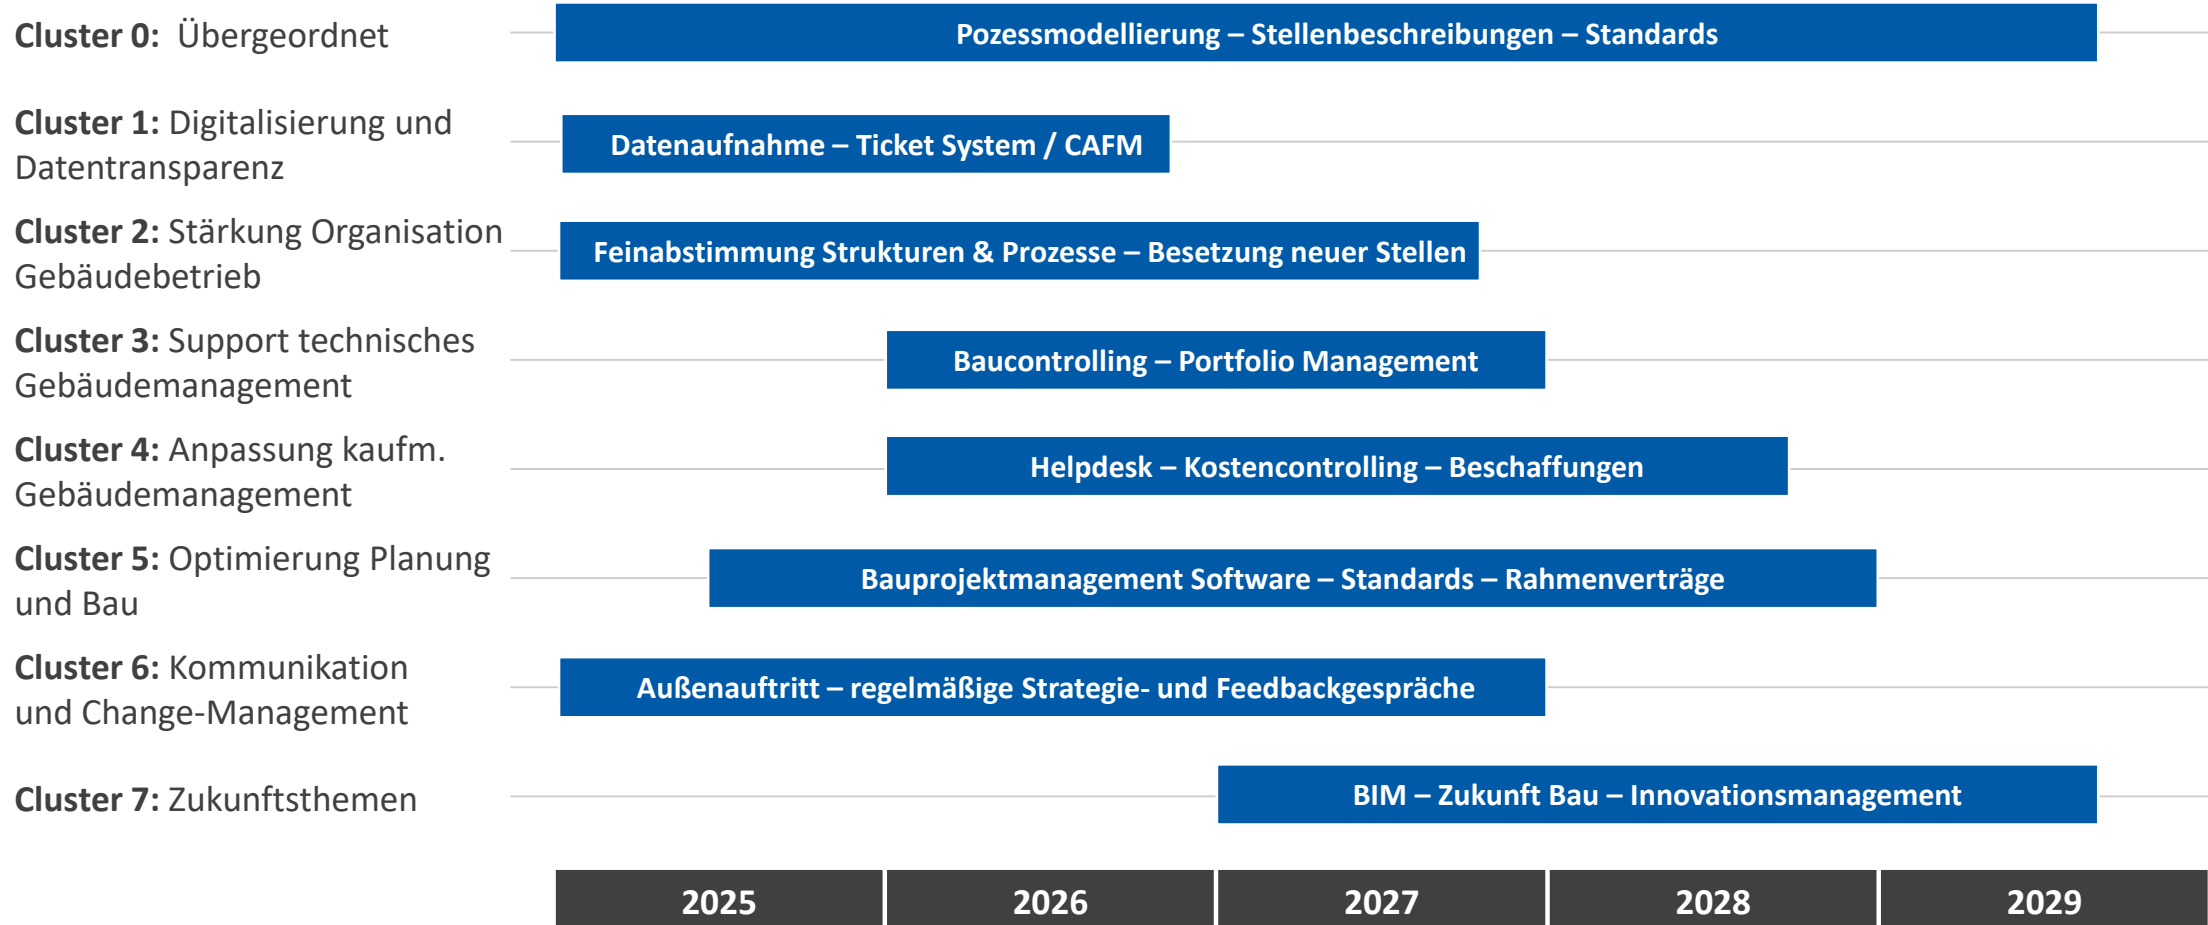 Cluster 0: Übergeordnet
Pozessmodellierung – Stellenbeschreibungen – Standards
Cluster 1: Digitalisierung und
Datentransparenz
Datenaufnahme – Ticket System / CAFM
Cluster 2: Stärkung Organisation
Gebäudebetrieb
Feinabstimmung Strukturen & Prozesse – Besetzung neuer Stellen
Cluster 3: Support technisches
Gebäudemanagement
Baucontrolling – Portfolio Management
Cluster 4: Anpassung kaufm.
Gebäudemanagement
Helpdesk – Kostencontrolling – Beschaffungen
Cluster 5: Optimierung Planung
und Bau
Bauprojektmanagement Software – Standards – Rahmenverträge
Cluster 6: Kommunikation
und Change-Management
Außenauftritt – regelmäßige Strategie- und Feedbackgespräche
Cluster 7: Zukunftsthemen
BIM – Zukunft Bau – Innovationsmanagement
2025 2026 2027 2028 2029